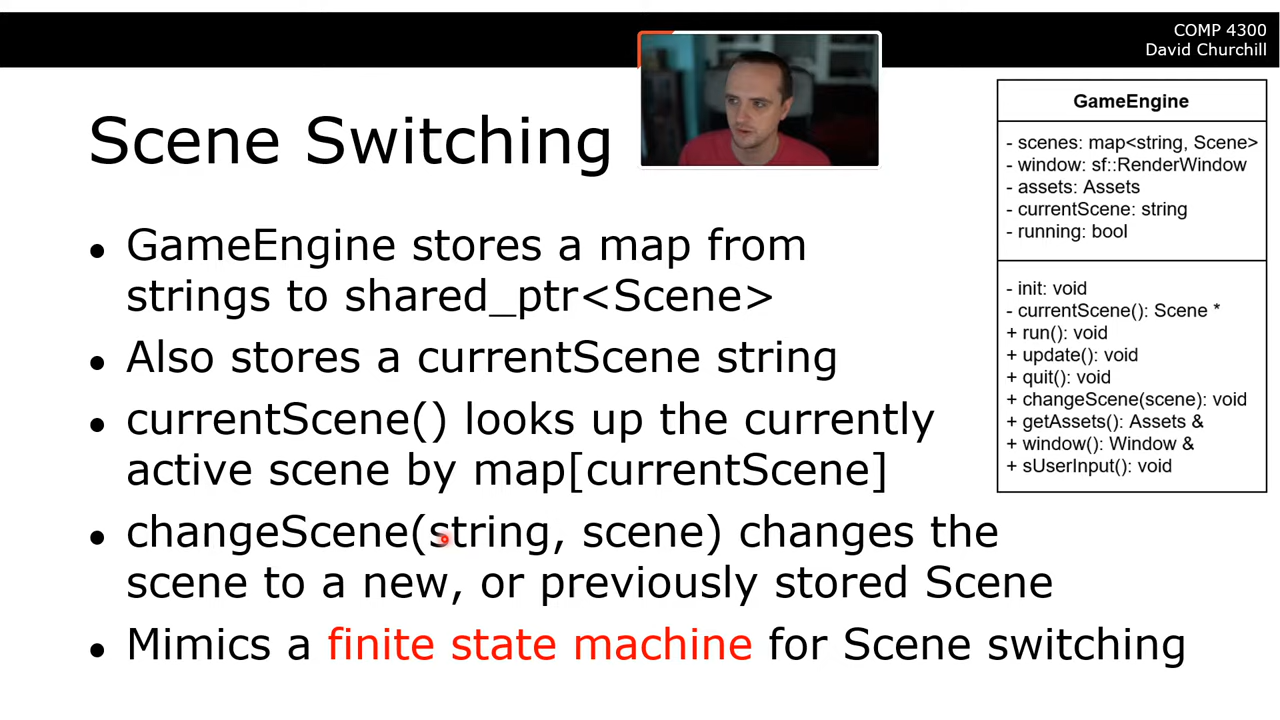 COMP 4300
David Churchill
Scene Switching
• GameEngine stores a map from
strings to shared_ptr<Scene>
• Also stores a currentScene string
• currentScene() looks up the currently
active scene by map[currentScene]
• changeScene(string, scene) changes the
scene to a new, or previously stored Scene
• Mimics a finite state machine for Scene switching
GameEngine
- scenes: map<string, Scene>
- window: sf::RenderWindow
- assets: Assets
- currentScene: string
- running: bool
- init: void
- currentScene(): Scene *
+ run(): void
+ update(): void
+ quit(): void
+ changeScene(scene): void
+ getAssets(): Assets &
+ window(): Window &
+ sUserInput(): void